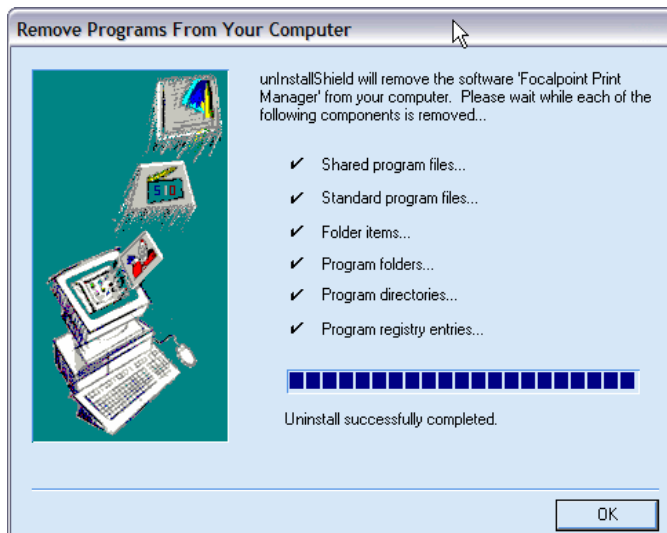 Remove Programs From Your Computer
unInstallShield will remove the software 'Focalpoint Print
Manager' from your computer.  Please wait while each of the
following components is removed...
✔ Shared program files...
✔ Standard program files...
✔ Folder items...
✔ Program folders...
✔ Program directories...
✔ Program registry entries...
Uninstall successfully completed.
OK